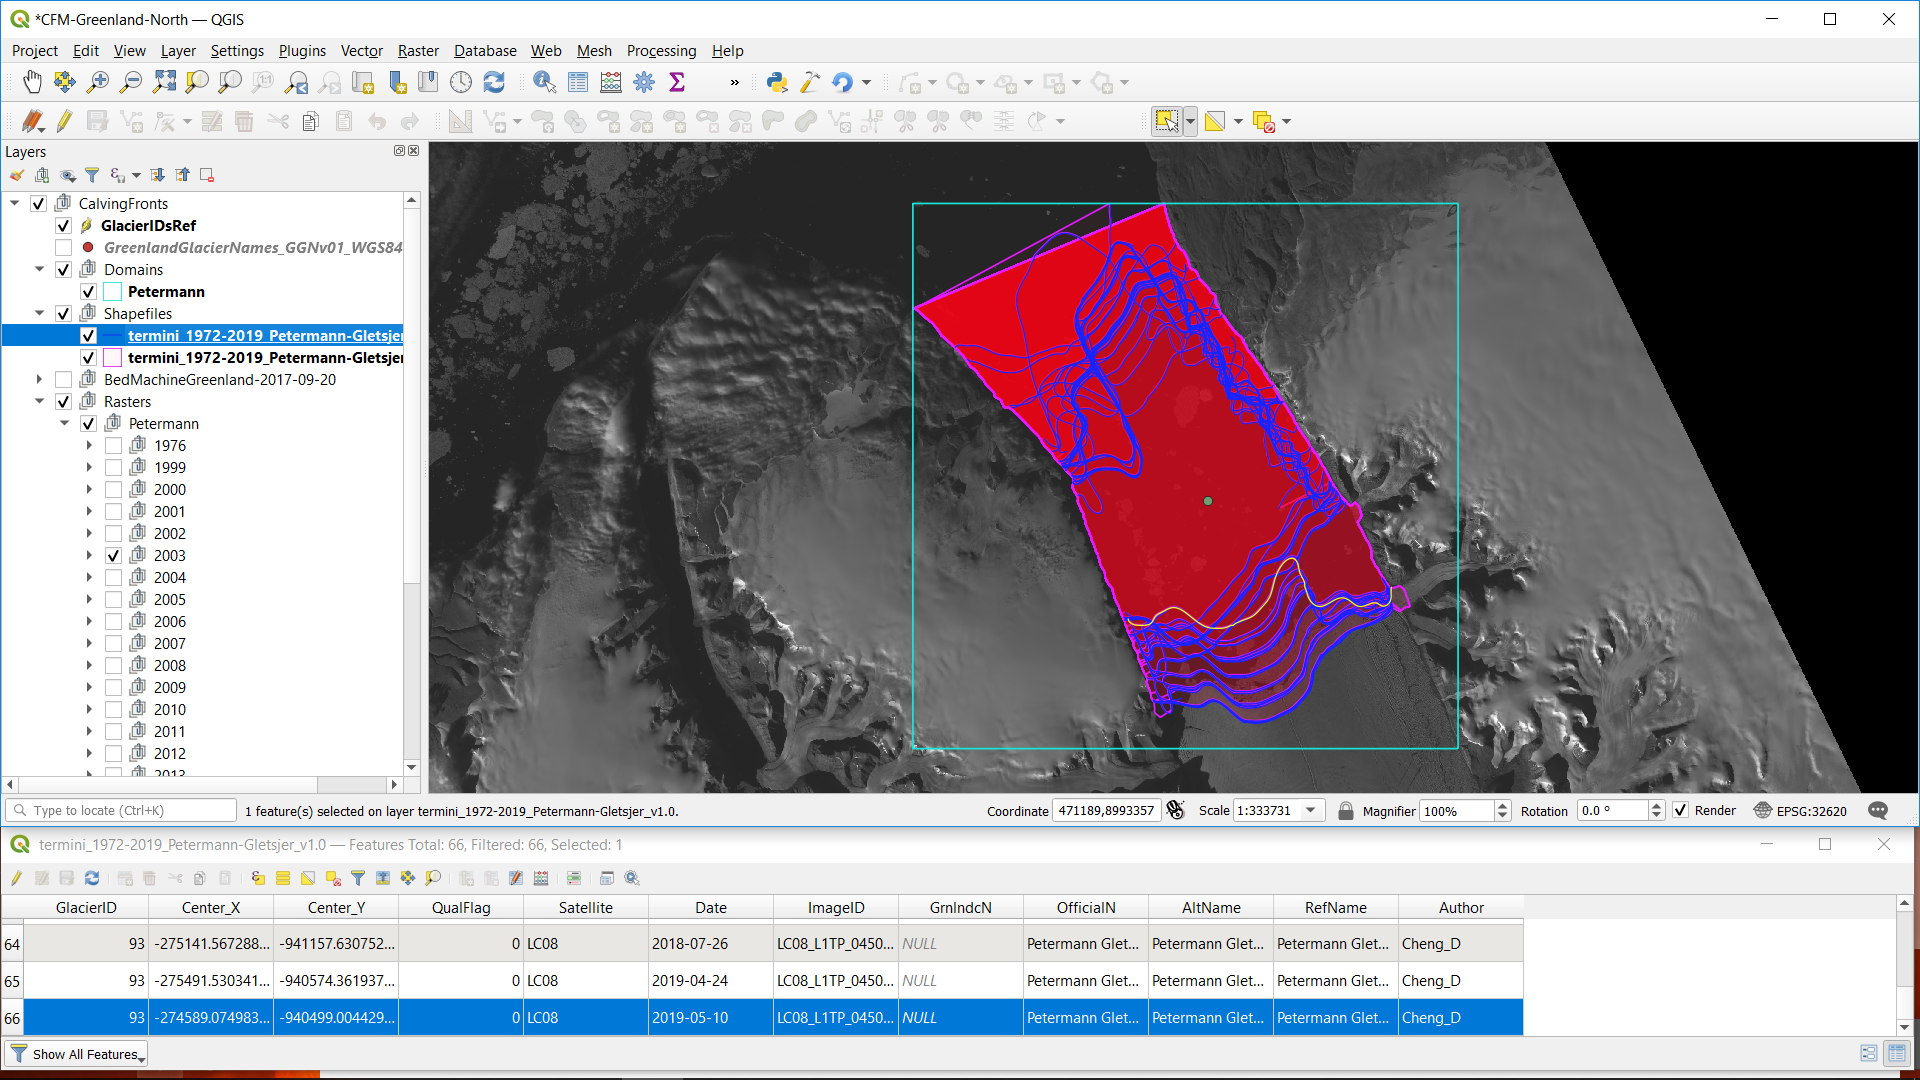 *CFM-Greenland-North — QGIS
Project Edit View Layer Settings Plugins Vector Raster Database Web Mesh Processing Help
Layers
CalvingFronts
GlacierIDsRef
GreenlandGlacierNames_GGNv01_WGS84
Domains
Petermann
Shapefiles
termini_1972-2019_Petermann-Gletsjer
termini_1972-2019_Petermann-Gletsjer
BedMachineGreenland-2017-09-20
Rasters
Petermann
1976
1999
2000
2001
2002
2003
2004
2005
2006
2007
2008
2009
2010
2011
2012
2013
Type to locate (Ctrl+K) 1 feature(s) selected on layer termini_1972-2019_Petermann-Gletsjer_v1.0. Coordinate 471189,8993357 Scale 1:333731 Magnifier 100% Rotation 0.0 ° Render EPSG:32620
termini_1972-2019_Petermann-Gletsjer_v1.0 — Features Total: 66, Filtered: 66, Selected: 1
GlacierID Center_X Center_Y QualFlag Satellite Date ImageID GrnIndcN OfficialN AltName RefName Author
64 93 -275141.567288... -941157.630752... 0 LC08 2018-07-26 LC08_L1TP_0450... NULL Petermann Glet... Petermann Glet... Petermann Glet... Cheng_D
65 93 -275491.530341... -940574.361937... 0 LC08 2019-04-24 LC08_L1TP_0450... NULL Petermann Glet... Petermann Glet... Petermann Glet... Cheng_D
66 93 -274589.074983... -940499.004429... 0 LC08 2019-05-10 LC08_L1TP_0450... NULL Petermann Glet... Petermann Glet... Petermann Glet... Cheng_D
Show All Features